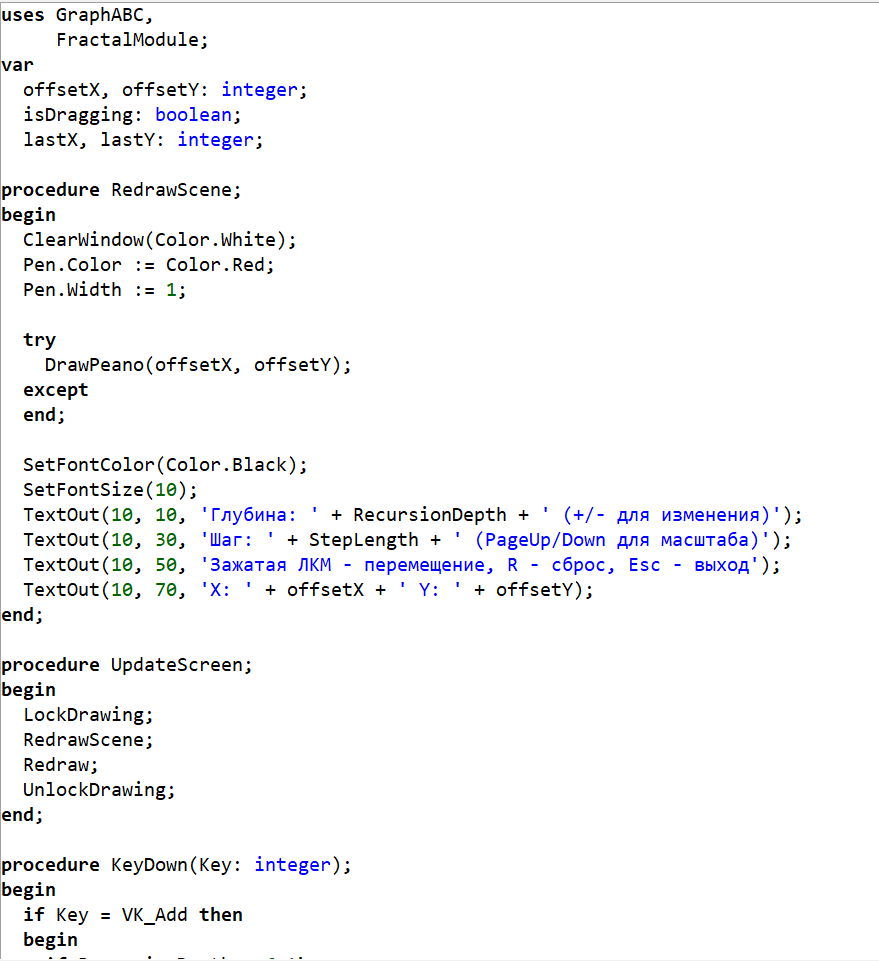 uses GraphABC,
     FractalModule;
var
  offsetX, offsetY: integer;
  isDragging: boolean;
  lastX, lastY: integer;

procedure RedrawScene;
begin
  ClearWindow(Color.White);
  Pen.Color := Color.Red;
  Pen.Width := 1;

  try
    DrawPeano(offsetX, offsetY);
  except
  end;

  SetFontColor(Color.Black);
  SetFontSize(10);
  TextOut(10, 10, 'Глубина: ' + RecursionDepth + ' (+/- для изменения)');
  TextOut(10, 30, 'Шаг: ' + StepLength + ' (PageUp/Down для масштаба)');
  TextOut(10, 50, 'Зажатая ЛКМ - перемещение, R - сброс, Esc - выход');
  TextOut(10, 70, 'X: ' + offsetX + ' Y: ' + offsetY);
end;

procedure UpdateScreen;
begin
  LockDrawing;
  RedrawScene;
  Redraw;
  UnlockDrawing;
end;

procedure KeyDown(Key: integer);
begin
  if Key = VK_Add then
  begin